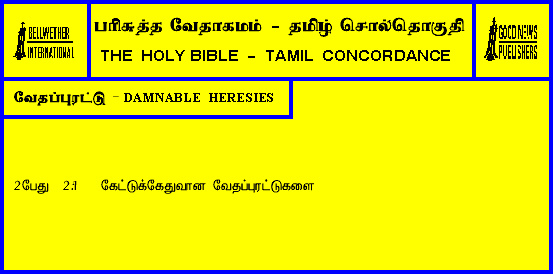 BELLWETHER
INTERNATIONAL
பரிசுத்த வேதாகமம் - தமிழ் சொல்தொகுதி
THE HOLY BIBLE - TAMIL CONCORDANCE
GOOD NEWS
PUBLISHERS
வேதப்புரட்டு - DAMNABLE HERESIES
2பேது 2:1 கேட்டுக்கேதுவான வேதப்புரட்டுகளை